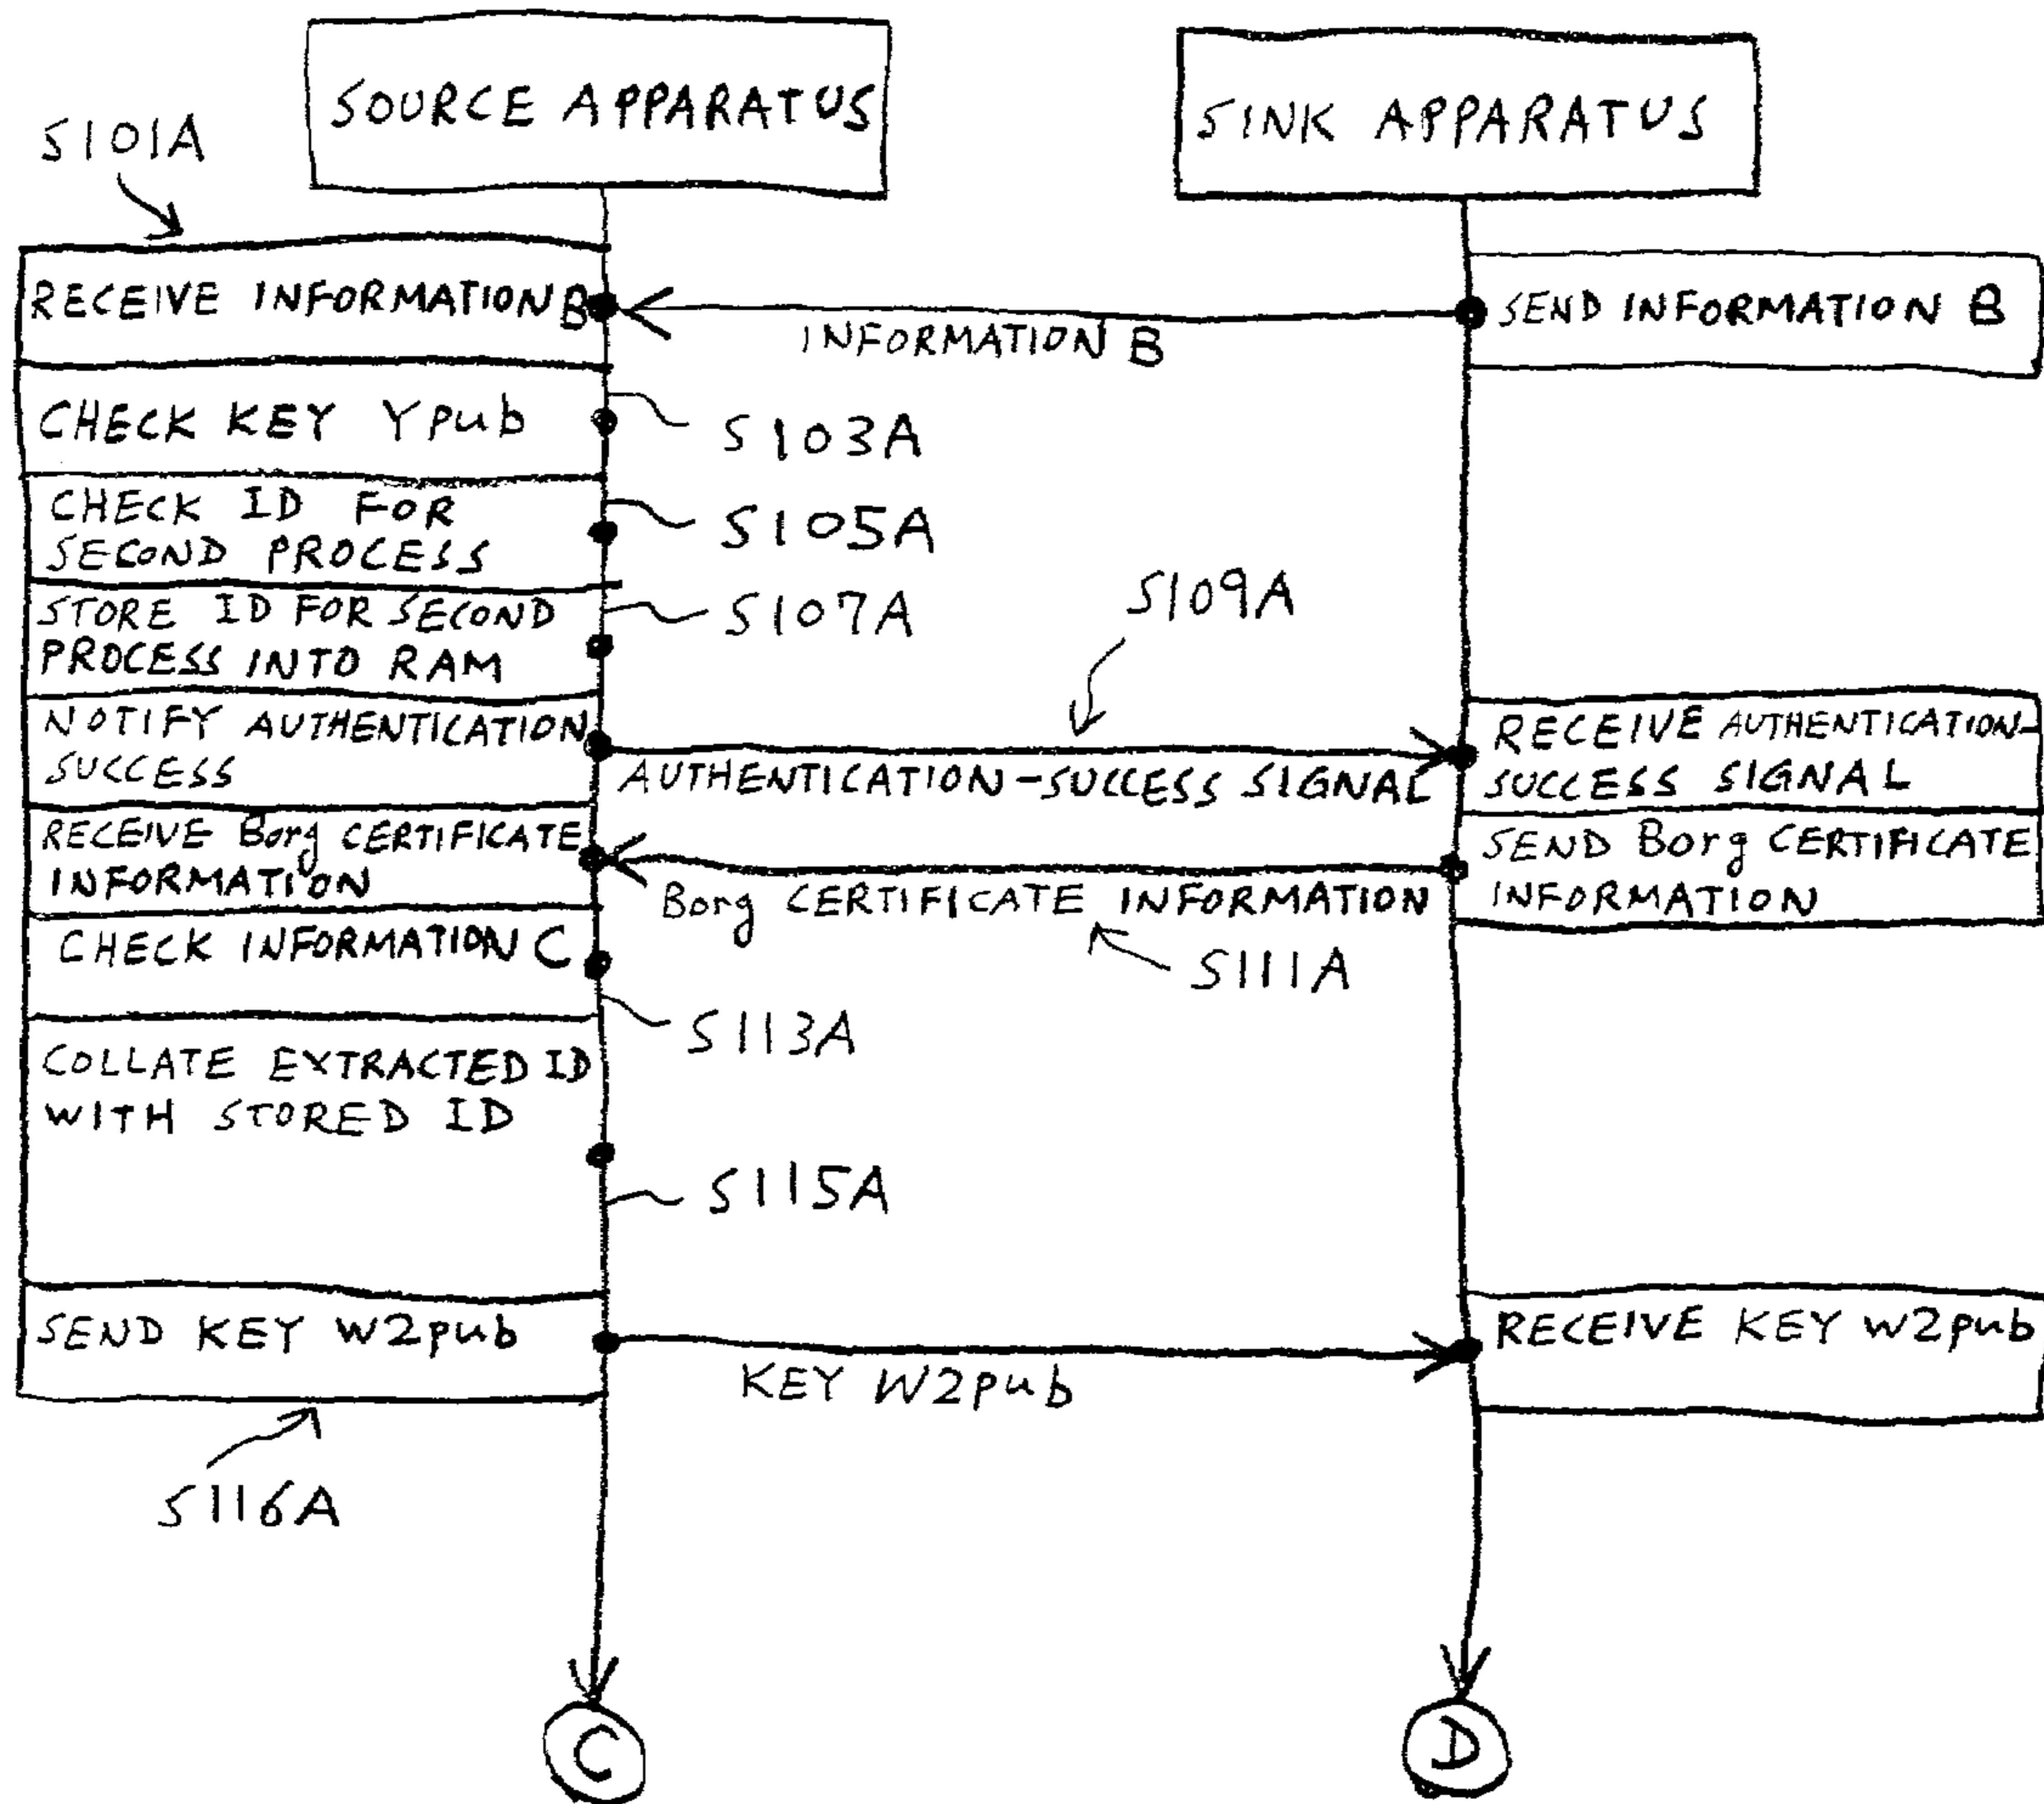 SOURCE APPARATUS
SINK APPARATUS
S101A
RECEIVE INFORMATION B
INFORMATION B
SEND INFORMATION B
CHECK KEY Ypub
S103A
CHECK ID FOR
SECOND PROCESS
S105A
STORE ID FOR SECOND
PROCESS INTO RAM
S107A
S109A
NOTIFY AUTHENTICATION
SUCCESS
AUTHENTICATION-SUCCESS SIGNAL
RECEIVE AUTHENTICATION-
SUCCESS SIGNAL
RECEIVE Borg CERTIFICATE
INFORMATION
Borg CERTIFICATE INFORMATION
SEND Borg CERTIFICATE
INFORMATION
S111A
CHECK INFORMATION C
S113A
COLLATE EXTRACTED ID
WITH STORED ID
S115A
SEND KEY W2pub
KEY W2pub
RECEIVE KEY W2pub
S116A
C
D